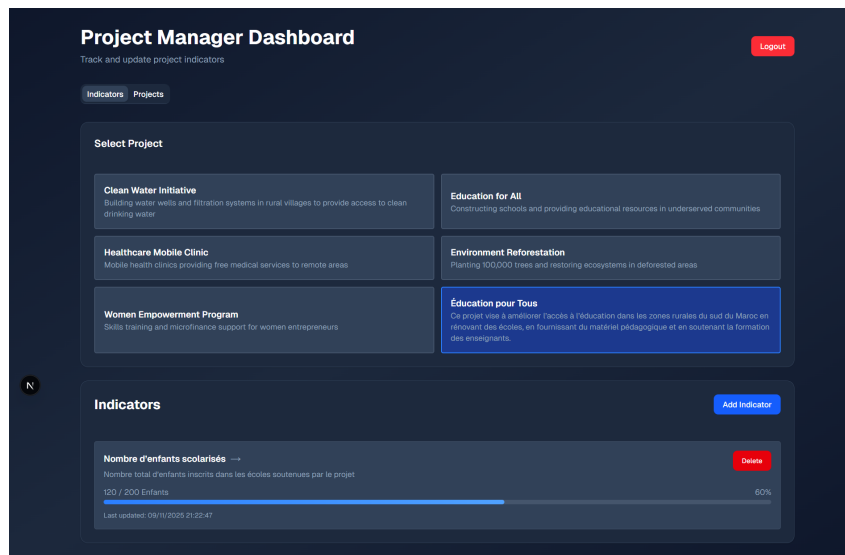 Project Manager Dashboard
Logout
Track and update project indicators
Indicators Projects
Select Project
Clean Water Initiative
Building water wells and filtration systems in rural villages to provide access to clean
drinking water
Education for All
Constructing schools and providing educational resources in underserved communities
Healthcare Mobile Clinic
Mobile health clinics providing free medical services to remote areas
Environment Reforestation
Planting 100,000 trees and restoring ecosystems in deforested areas
Women Empowerment Program
Skills training and microfinance support for women entrepreneurs
Éducation pour Tous
Ce projet vise à améliorer l'accès à l'éducation dans les zones rurales du sud du Maroc en
rénovant des écoles, en fournissant du matériel pédagogique et en soutenant la formation
des enseignants.
N
Indicators
Add Indicator
Nombre d'enfants scolarisés →
Delete
Nombre total d'enfants inscrits dans les écoles soutenues par le projet
120 / 200 Enfants
60%
Last updated: 09/11/2025 21:22:47